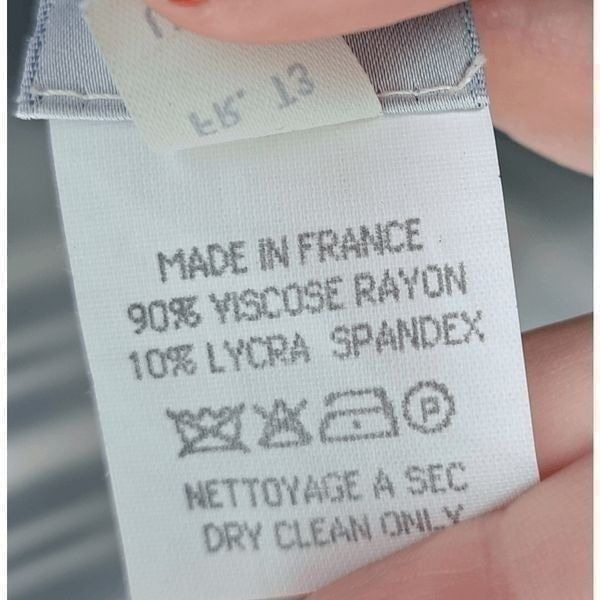 MADE IN FRANCE
90% VISCOSE RAYON
10% LYCRA SPANDEX
P
NETTOYAGE A SEC
DRY CLEAN ONLY